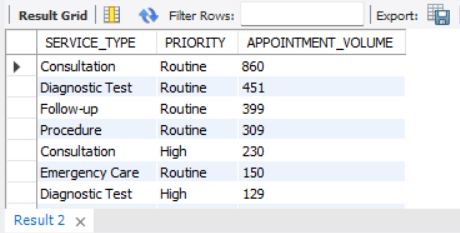 Result Grid Filter Rows: Export:
SERVICE_TYPE PRIORITY APPOINTMENT_VOLUME
Consultation Routine 860
Diagnostic Test Routine 451
Follow-up Routine 399
Procedure Routine 309
Consultation High 230
Emergency Care Routine 150
Diagnostic Test High 129
Result 2 ×